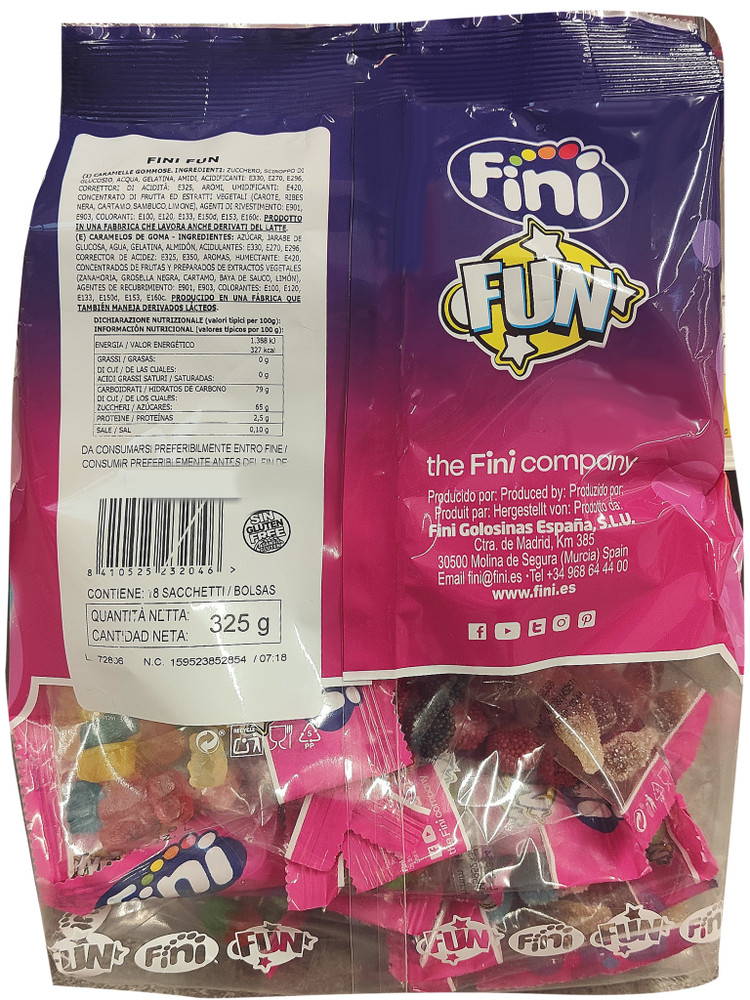 FINI FUN
(I) CARAMELLE GOMMOSE. INGREDIENTI: ZUCCHERO, SCIROPPO DI
GLUCOSIO, ACQUA, GELATINA, AMIDI, ACIDIFICANTI: E330, E270, E296,
CORRETTORI DI ACIDITÀ: E325, AROMI, UMIDIFICANTI: E420,
CONCENTRATO DI FRUTTA ED ESTRATTI VEGETALI (CAROTE, RIBES
NERA, CARTAMO, SAMBUCO, LIMONE), AGENTI DI RIVESTIMENTO: E901,
E903, COLORANTI: E100, E120, E133, E150d, E153, E160c. PRODOTTO
IN UNA FABBRICA CHE LAVORA ANCHE DERIVATI DEL LATTE.
(E) CARAMELOS DE GOMA - INGREDIENTES: AZÚCAR, JARABE DE
GLUCOSA, AGUA, GELATINA, ALMIDÓN, ACIDULANTES: E330, E270, E296,
CORRECTOR DE ACIDEZ: E325, E350, AROMAS, HUMECTANTE: E420,
CONCENTRADOS DE FRUTAS Y PREPARADOS DE EXTRACTOS VEGETALES
(ZANAHORIA, GROSELLA NEGRA, CARTAMO, BAYA DE SAUCO, LIMÓN),
AGENTES DE RECUBRIMIENTO: E901, E903, COLORANTES: E100, E120,
E133, E150d, E153, E160c. PRODUCIDO EN UNA FÁBRICA QUE
TAMBIÉN MANEJA DERIVADOS LÁCTEOS.
DICHIARAZIONE NUTRIZIONALE (valori tipici per 100g):
INFORMACIÓN NUTRICIONAL (valores típicos por 100 g):
ENERGIA / VALOR ENERGÉTICO 1.388 kJ
327 kcal
GRASSI / GRASAS: 0 g
DI CUI / DE LAS CUALES:
ACIDI GRASSI SATURI / SATURADAS: 0 g
CARBOIDRATI / HIDRATOS DE CARBONO 79 g
DI CUI / DE LOS CUALES:
ZUCCHERI / AZÚCARES: 65 g
PROTEINE / PROTEÍNAS 2,5 g
SALE / SAL 0,10 g
DA CONSUMARSI PREFERIBILMENTE ENTRO FINE /
CONSUMIR PREFERIBLEMENTE ANTES DEL FIN DE
8 410525 232046 >
SIN
GLUTEN
FREE
CONTIENE: 18 SACCHETTI / BOLSAS
QUANTITÀ NETTA:
CANTIDAD NETA: 325 g
L. 72806 N.C. 159523852854 / 07:18
Fini
FUN
the Fini company
Producido por: Produced by: Produzido por:
Produit par: Hergestellt von: Prodotto da:
Fini Golosinas España, S.L.U.
Ctra. de Madrid, Km 385
30500 Molina de Segura (Murcia) Spain
Email fini@fini.es · Tel +34 968 64 44 00
www.fini.es
RECYCLE
5
PP
the Fini company
Fini
FUN Fini FUN
FUN Fini FUN Fin